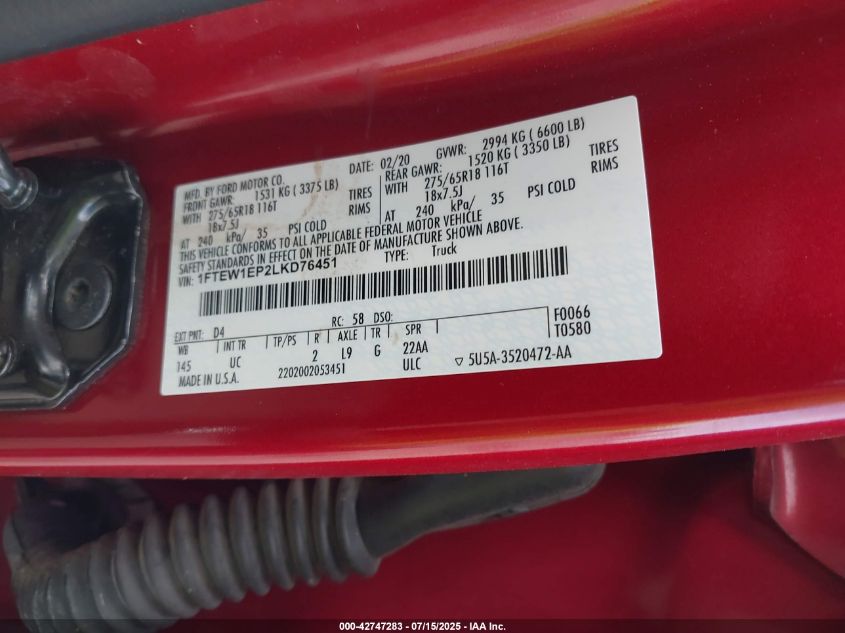 MFD. BY FORD MOTOR CO.
DATE: 02/20 GVWR: 2994 KG ( 6600 LB)
FRONT GAWR: 1531 KG ( 3375 LB) REAR GAWR: 1520 KG ( 3350 LB)
WITH 275/65R18 116T TIRES WITH 275/65R18 116T TIRES
18x7.5J RIMS 18x7.5J RIMS
AT 240 kPa/ 35 PSI COLD AT 240 kPa/ 35 PSI COLD
THIS VEHICLE CONFORMS TO ALL APPLICABLE FEDERAL MOTOR VEHICLE
SAFETY STANDARDS IN EFFECT ON THE DATE OF MANUFACTURE SHOWN ABOVE.
VIN: 1FTEW1EP2LKD76451 TYPE: Truck
EXT PNT: D4 RC: 58 DSO: F0066
WB INT TR TP/PS R AXLE TR SPR T0580
145 UC 2 L9 G 22AA
MADE IN U.S.A. 2202002053451 ULC ▽ 5U5A-3520472-AA
000-42747283 - 07/15/2025 - IAA Inc.